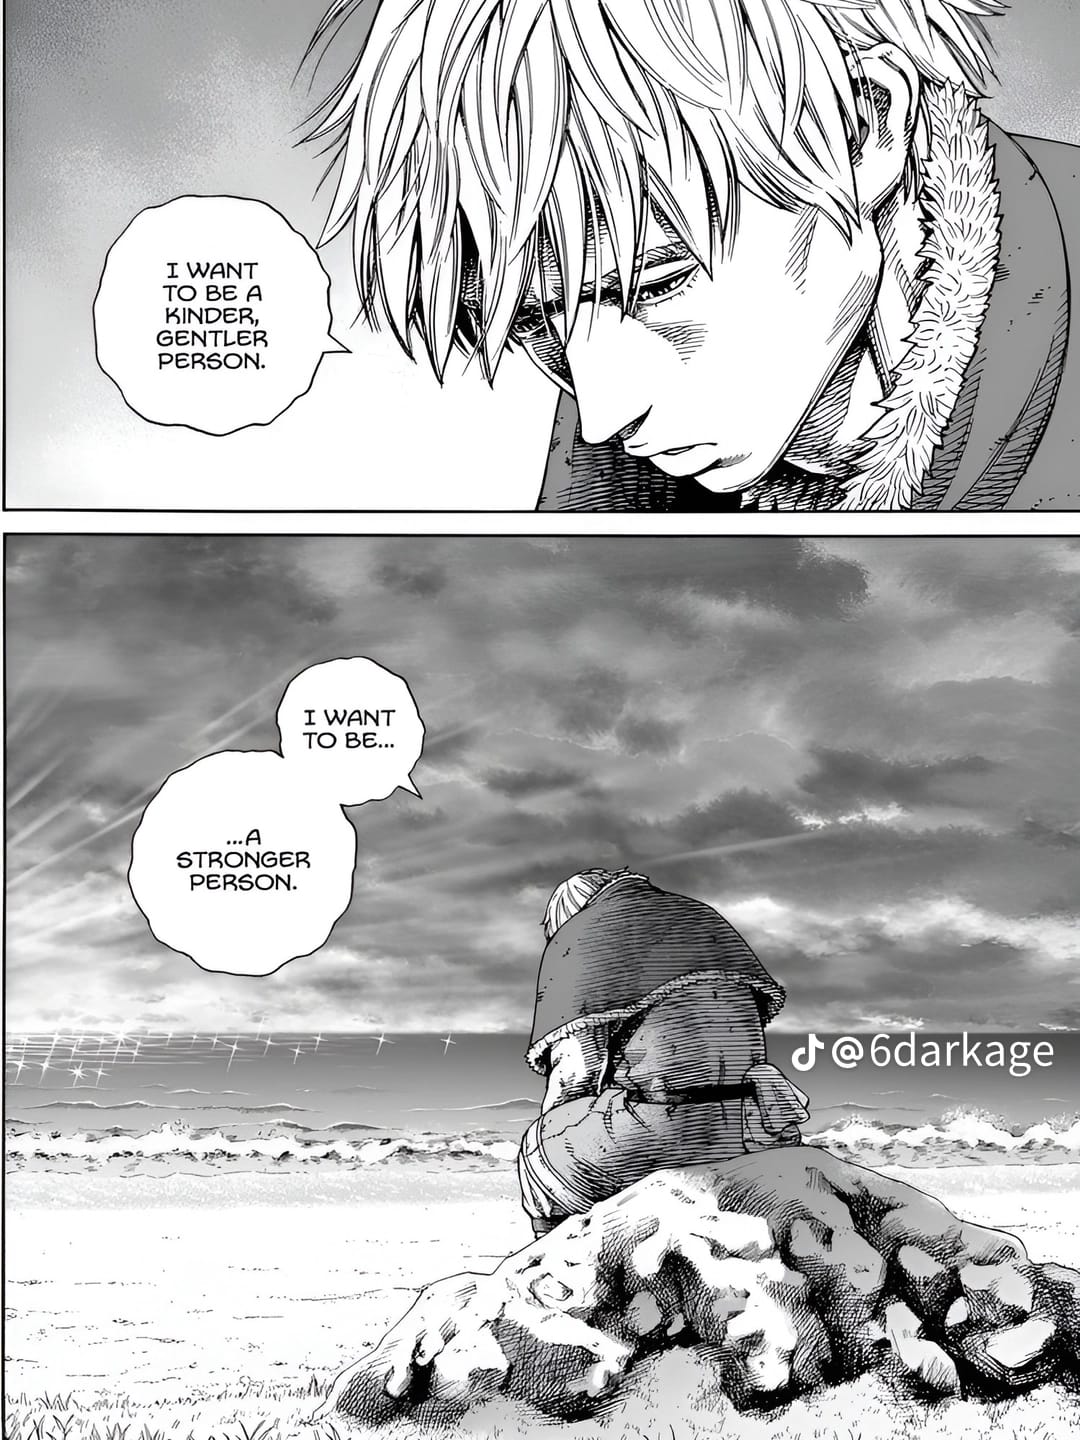 I WANT
TO BE A
KINDER,
GENTLER
PERSON.
I WANT
TO BE...
...A
STRONGER
PERSON.
@6darkage